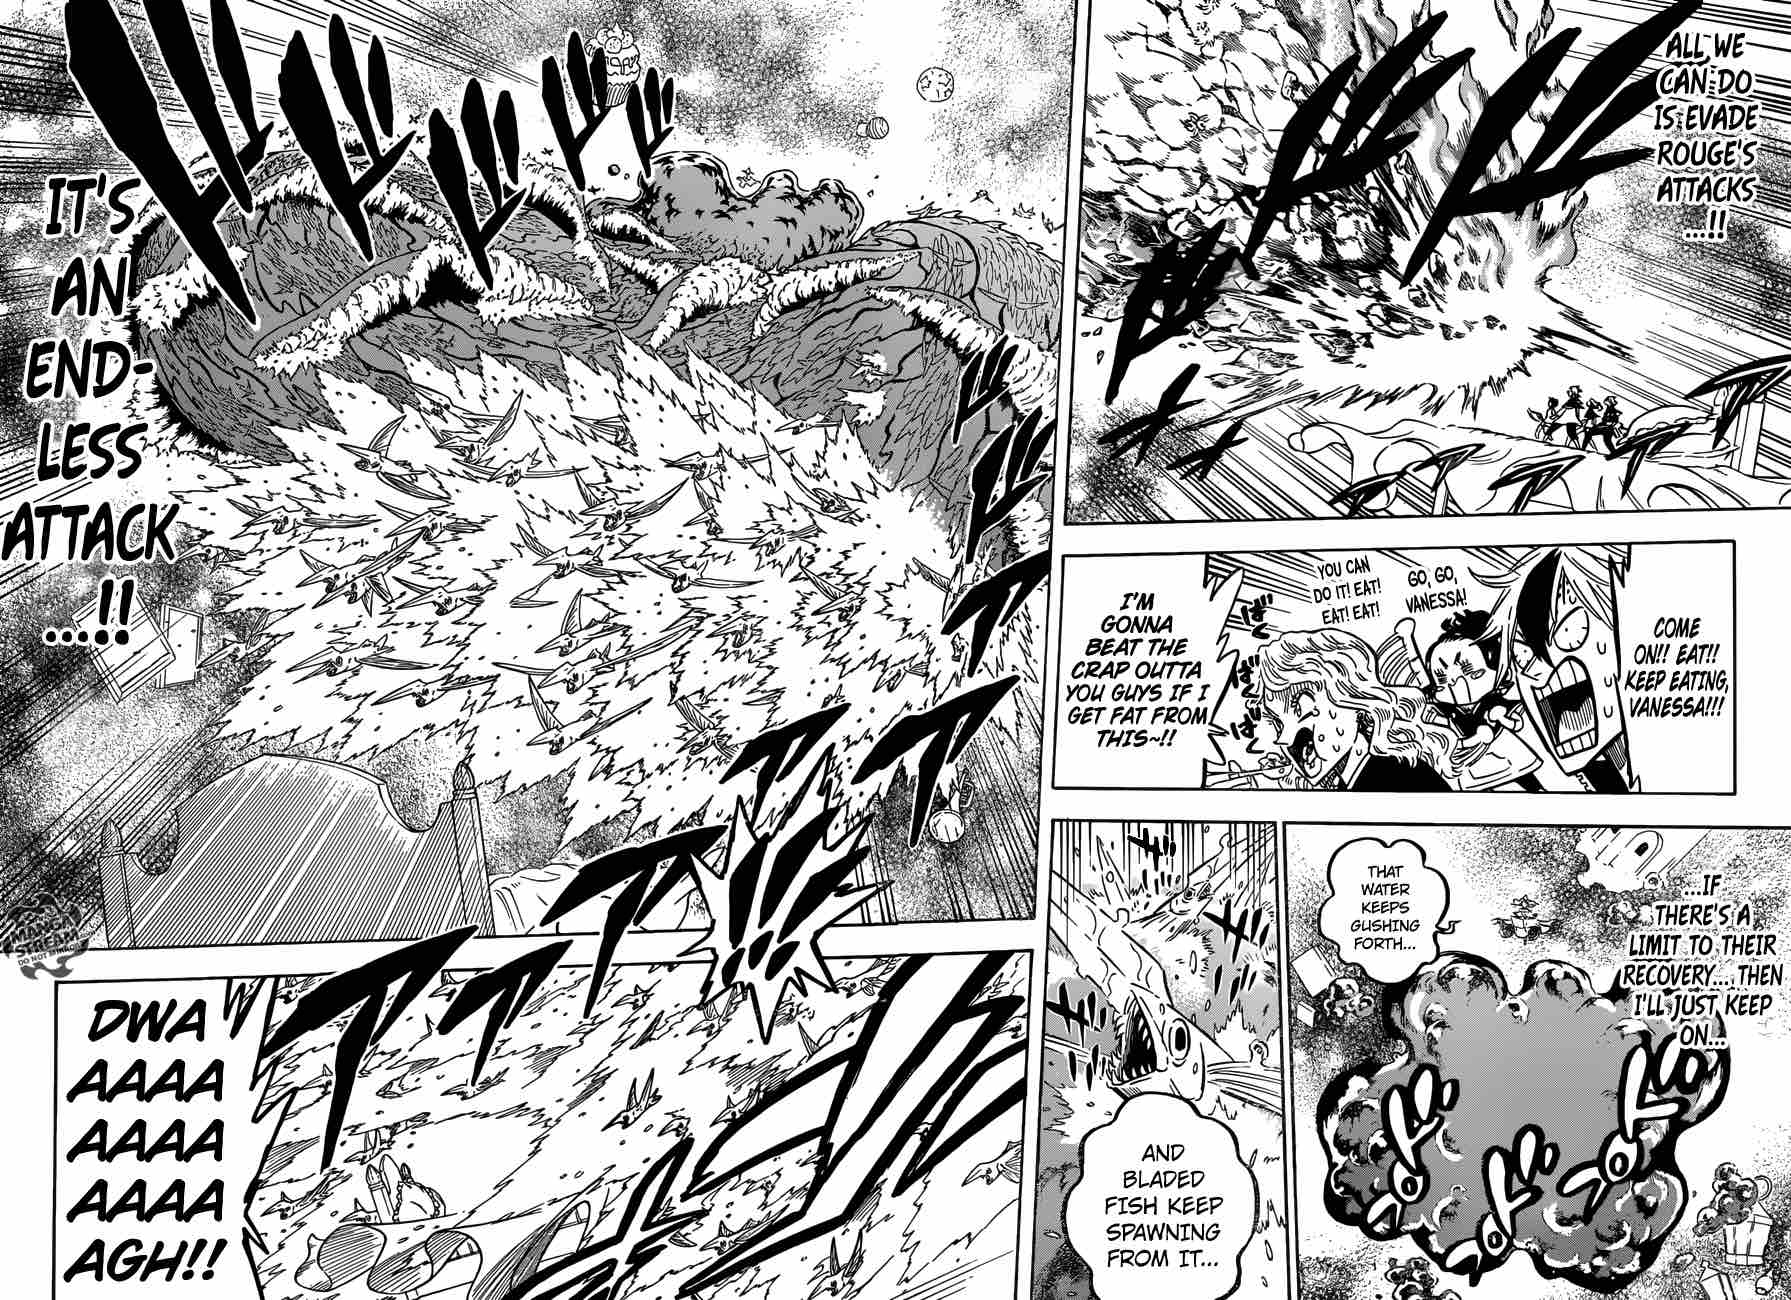 ALL WE
CAN DO
IS EVADE
ROUGE'S
ATTACKS
...!!
COME
ON!! EAT!!
KEEP EATING,
VANESSA!!!
GO, GO,
VANESSA!
YOU CAN
DO IT! EAT!
EAT! EAT!
I'M
GONNA
BEAT THE
CRAP OUTTA
YOU GUYS IF I
GET FAT FROM
THIS~!!
...IF
THERE'S A
LIMIT TO THEIR
RECOVERY... THEN
I'LL JUST KEEP
ON...
THAT
WATER
KEEPS
GUSHING
FORTH...
AND
BLADED
FISH KEEP
SPAWNING
FROM IT...
IT'S
AN
END-
LESS
ATTACK
...!!
!!!
DWA
AAAA
AAAA
AAAA
AGH!!
MANGA
STREAM